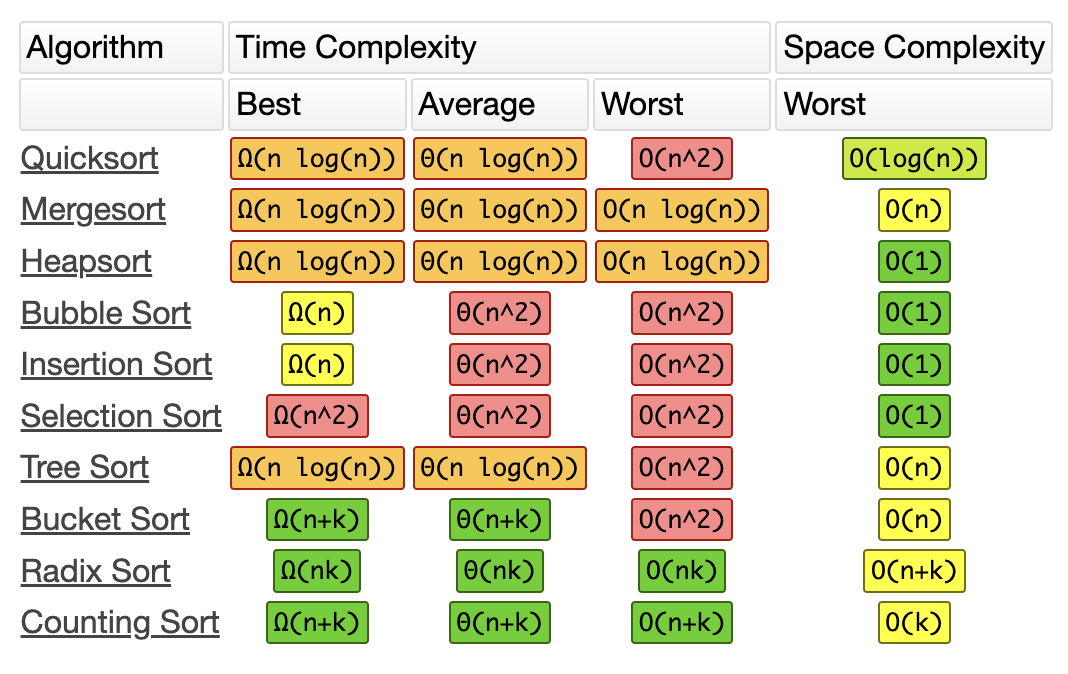 Algorithm Time Complexity Space Complexity
Best Average Worst Worst
Quicksort Ω(n log(n)) Θ(n log(n)) O(n^2) O(log(n))
Mergesort Ω(n log(n)) Θ(n log(n)) O(n log(n)) O(n)
Heapsort Ω(n log(n)) Θ(n log(n)) O(n log(n)) O(1)
Bubble Sort Ω(n) Θ(n^2) O(n^2) O(1)
Insertion Sort Ω(n) Θ(n^2) O(n^2) O(1)
Selection Sort Ω(n^2) Θ(n^2) O(n^2) O(1)
Tree Sort Ω(n log(n)) Θ(n log(n)) O(n^2) O(n)
Bucket Sort Ω(n+k) Θ(n+k) O(n^2) O(n)
Radix Sort Ω(nk) Θ(nk) O(nk) O(n+k)
Counting Sort Ω(n+k) Θ(n+k) O(n+k) O(k)